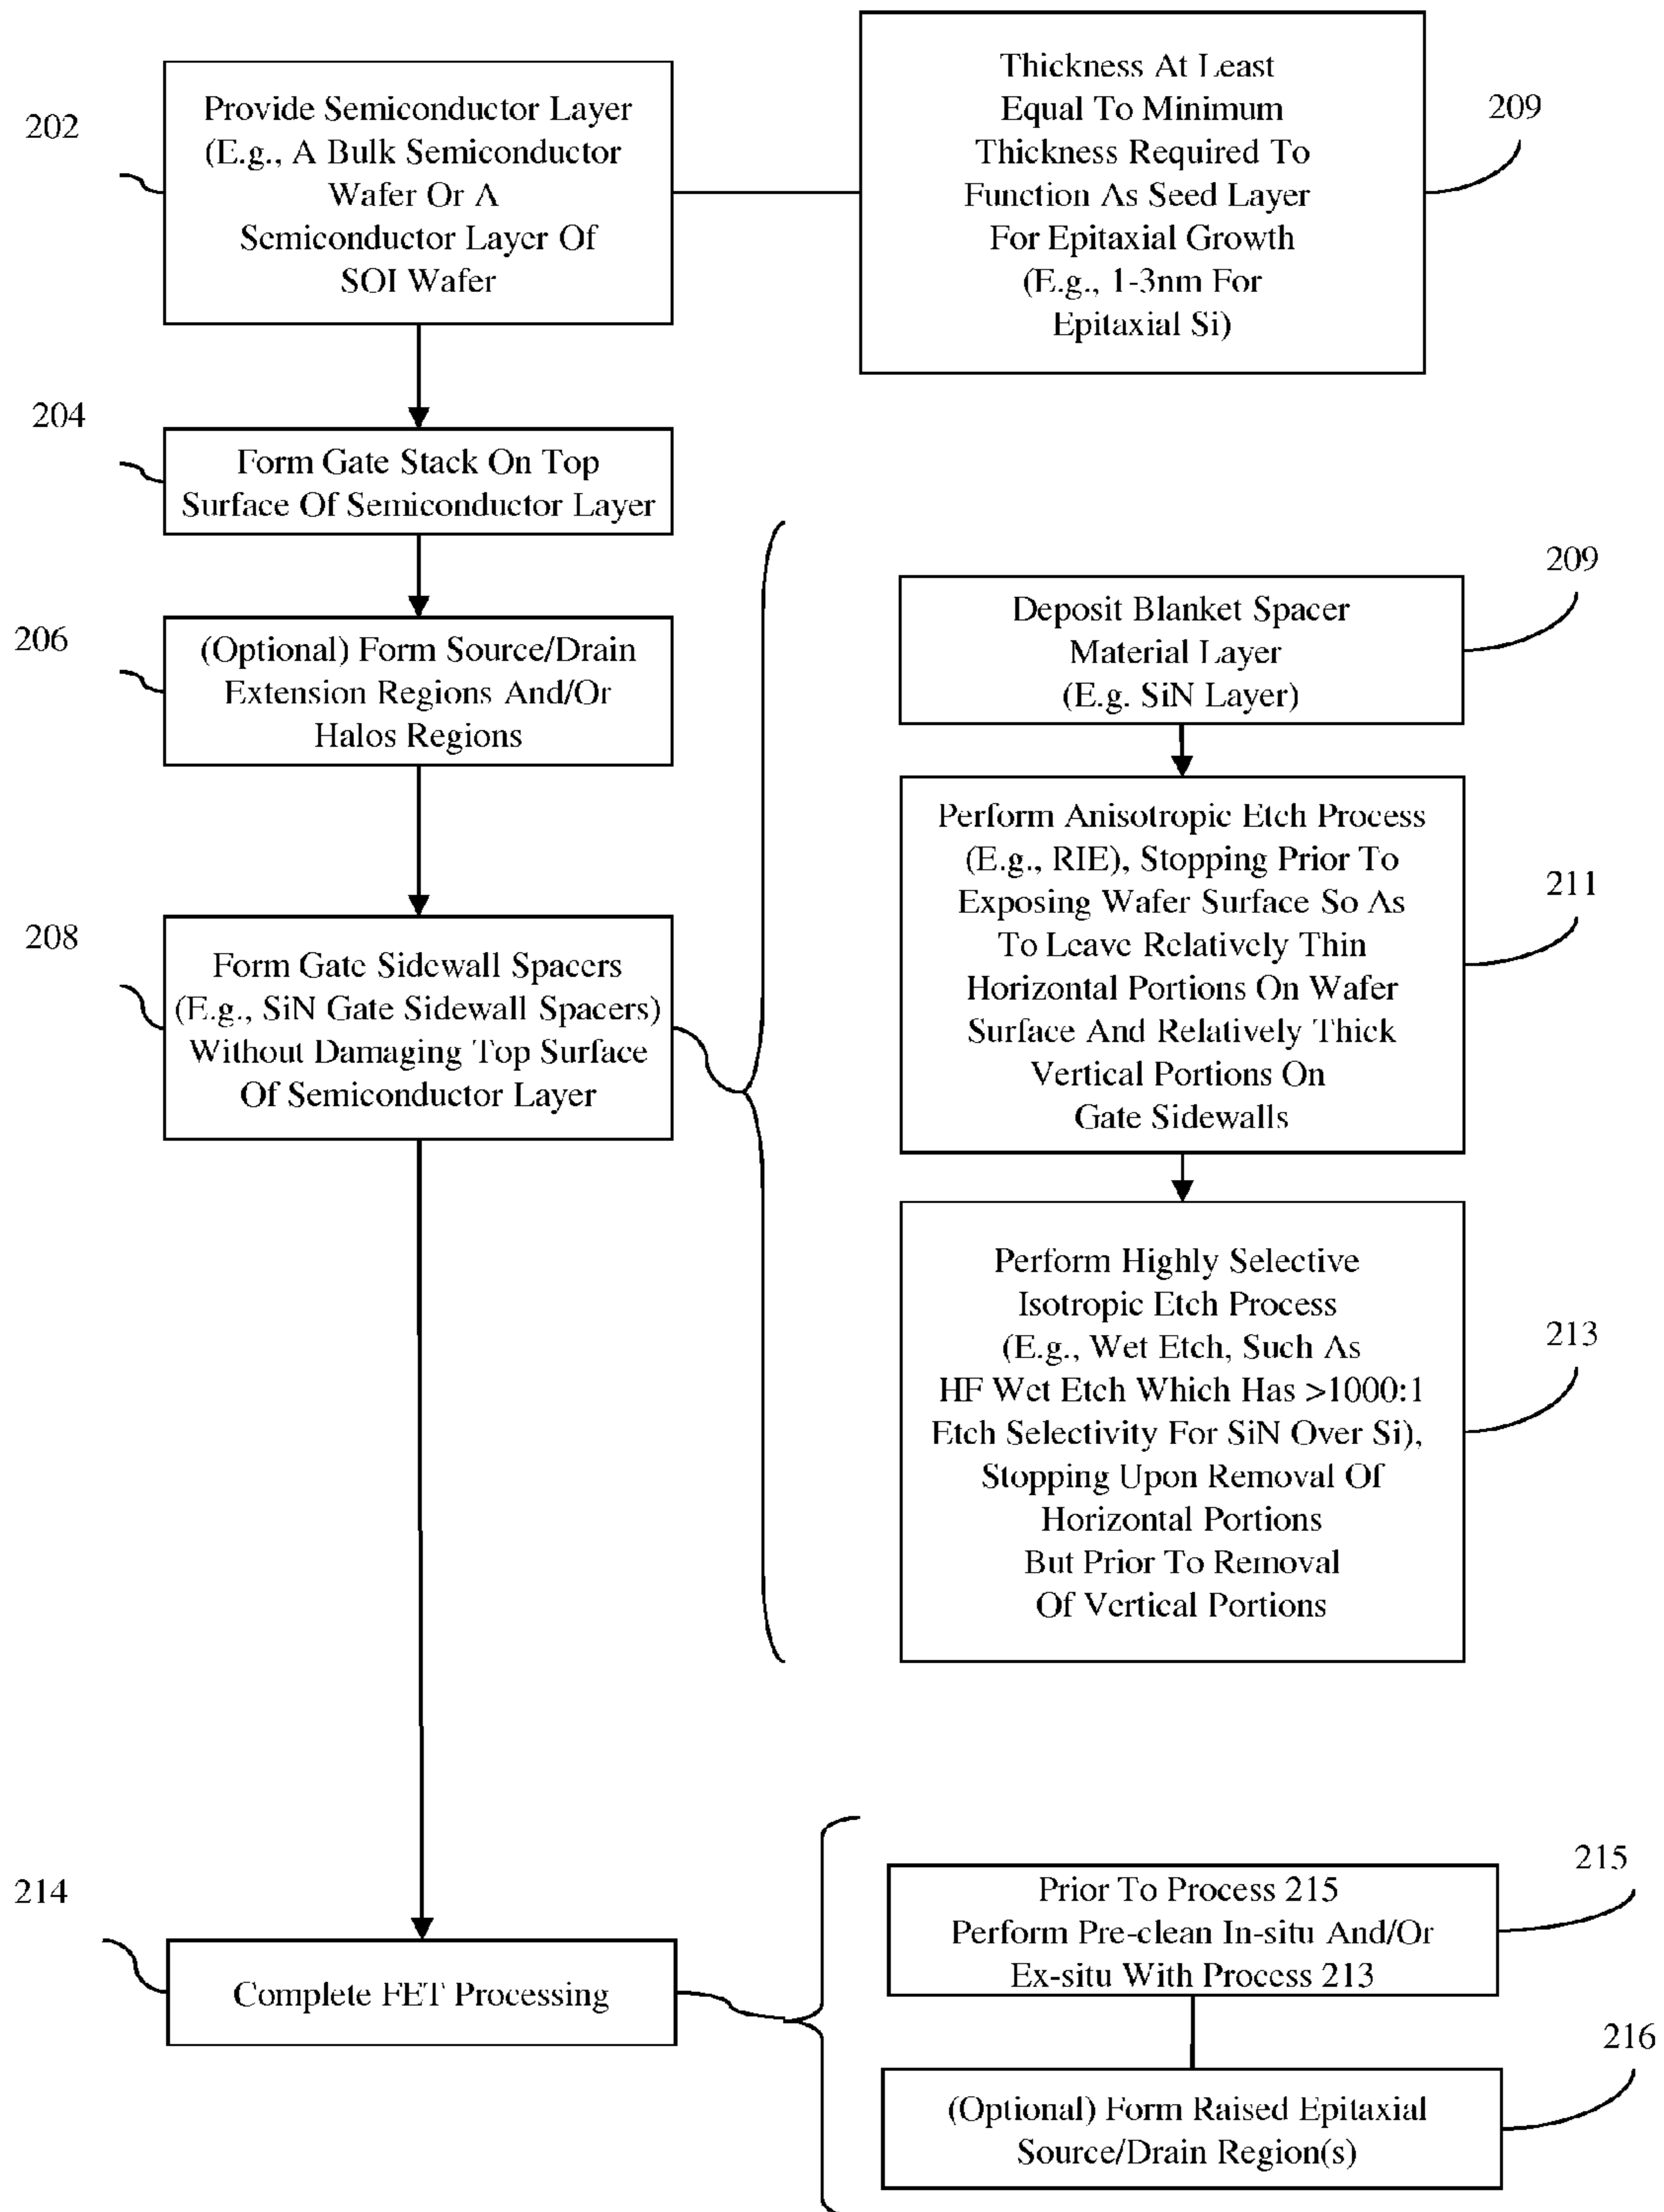 202
Provide Semiconductor Layer
(E.g., A Bulk Semiconductor
Wafer Or A
Semiconductor Layer Of
SOI Wafer
Thickness At Least
Equal To Minimum
Thickness Required To
Function As Seed Layer
For Epitaxial Growth
(E.g., 1-3nm For
Epitaxial Si)
209
204
Form Gate Stack On Top
Surface Of Semiconductor Layer
206
(Optional) Form Source/Drain
Extension Regions And/Or
Halos Regions
208
Form Gate Sidewall Spacers
(E.g., SiN Gate Sidewall Spacers)
Without Damaging Top Surface
Of Semiconductor Layer
Deposit Blanket Spacer
Material Layer
(E.g. SiN Layer)
209
Perform Anisotropic Etch Process
(E.g., RIE), Stopping Prior To
Exposing Wafer Surface So As
To Leave Relatively Thin
Horizontal Portions On Wafer
Surface And Relatively Thick
Vertical Portions On
Gate Sidewalls
211
Perform Highly Selective
Isotropic Etch Process
(E.g., Wet Etch, Such As
HF Wet Etch Which Has >1000:1
Etch Selectivity For SiN Over Si),
Stopping Upon Removal Of
Horizontal Portions
But Prior To Removal
Of Vertical Portions
213
214
Complete FET Processing
Prior To Process 215
Perform Pre-clean In-situ And/Or
Ex-situ With Process 213
215
(Optional) Form Raised Epitaxial
Source/Drain Region(s)
216